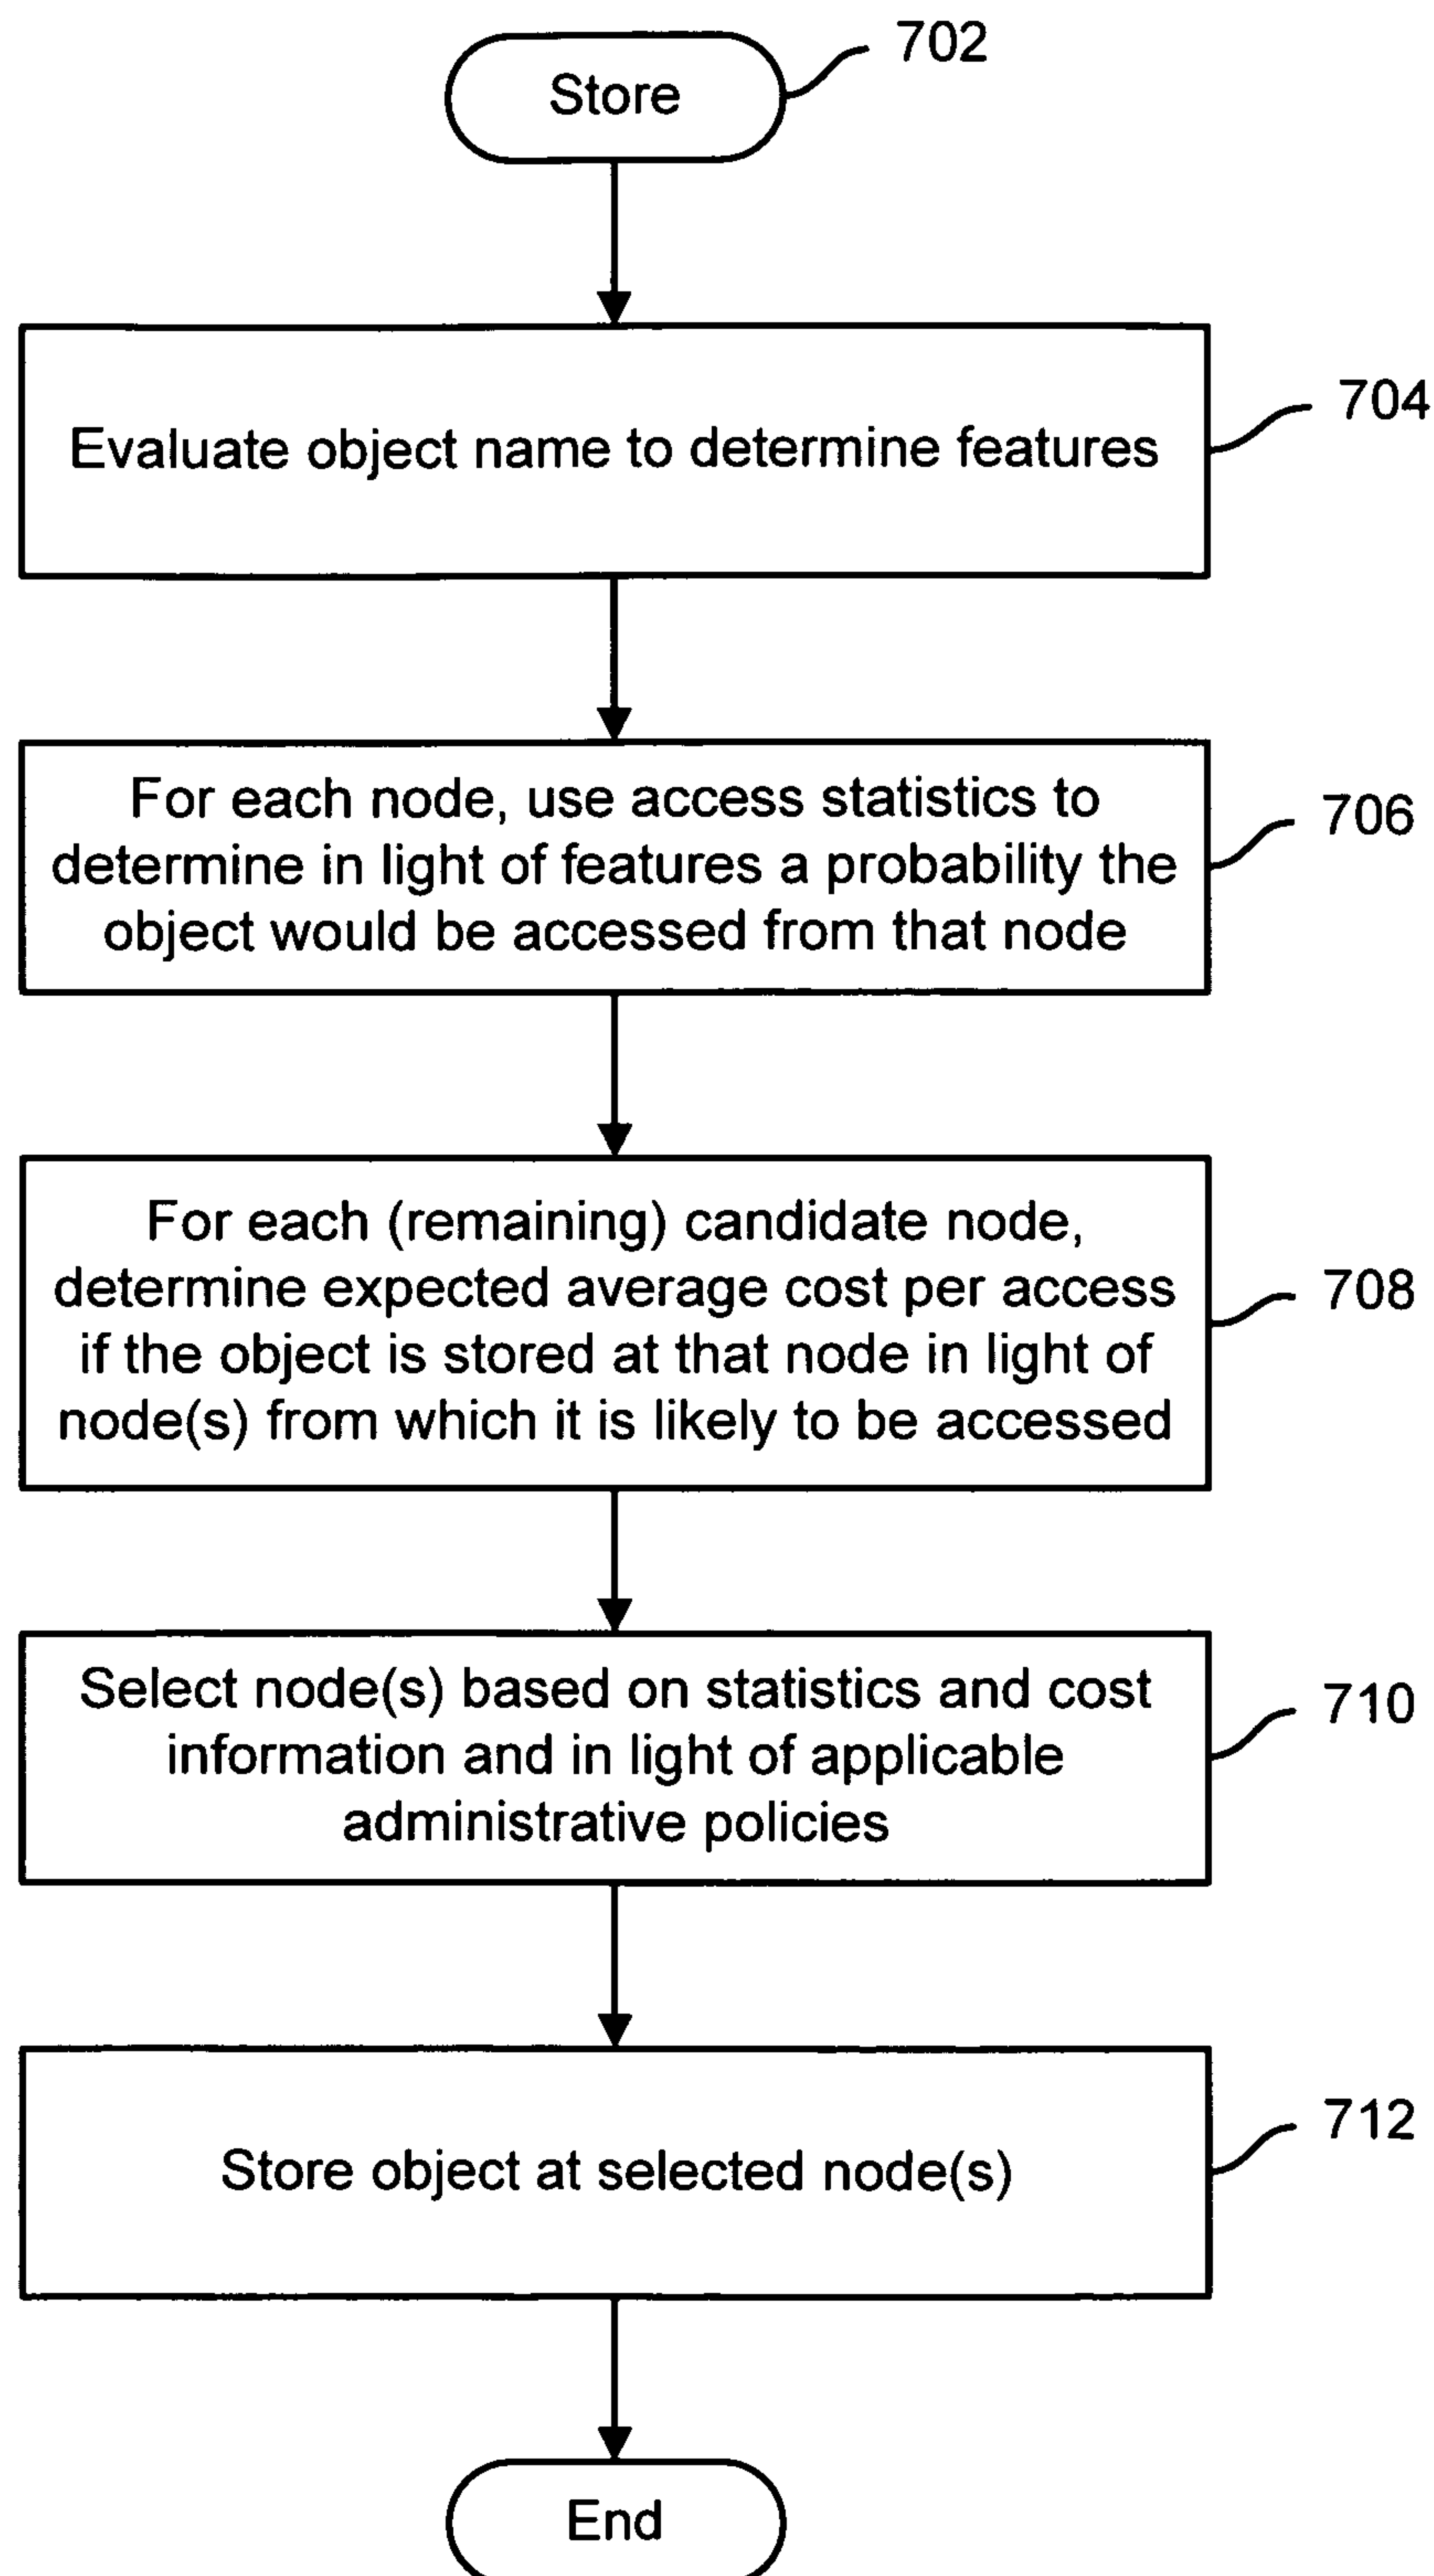 Store
702
Evaluate object name to determine features
704
For each node, use access statistics to
determine in light of features a probability the
object would be accessed from that node
706
For each (remaining) candidate node,
determine expected average cost per access
if the object is stored at that node in light of
node(s) from which it is likely to be accessed
708
Select node(s) based on statistics and cost
information and in light of applicable
administrative policies
710
Store object at selected node(s)
712
End